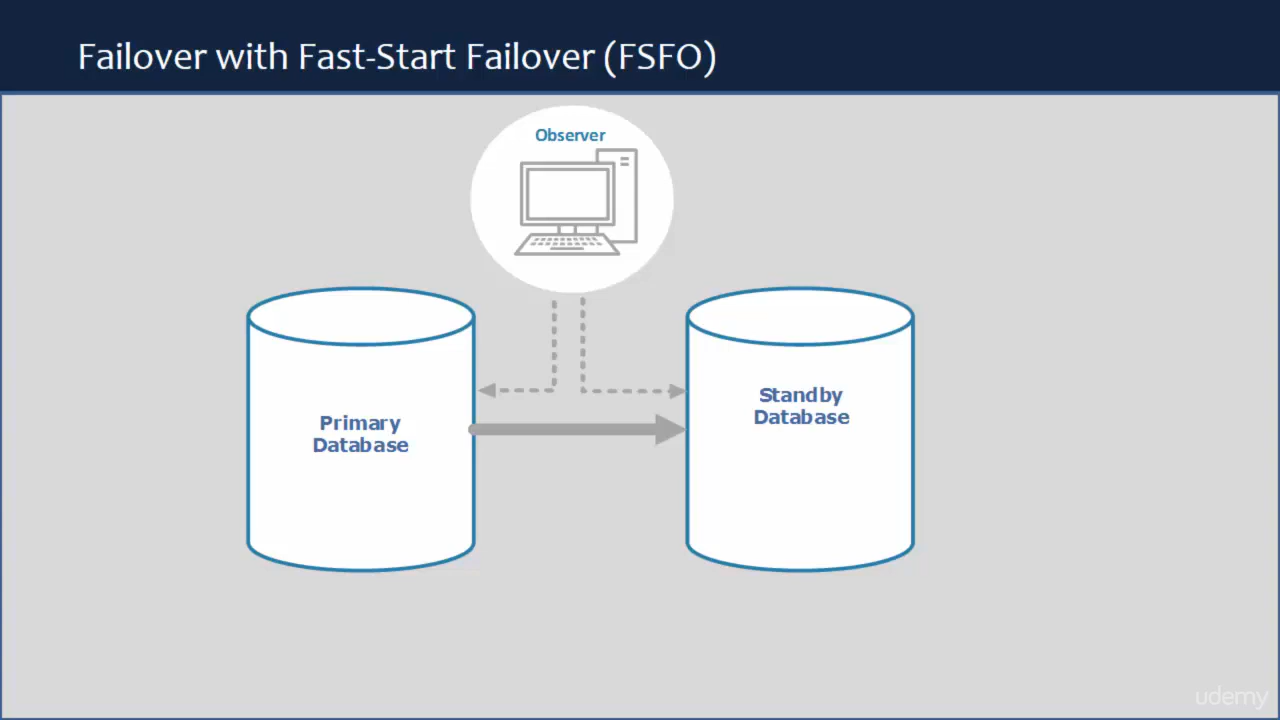 Failover with Fast-Start Failover (FSFO)
Observer
Primary
Database
Standby
Database
udemy